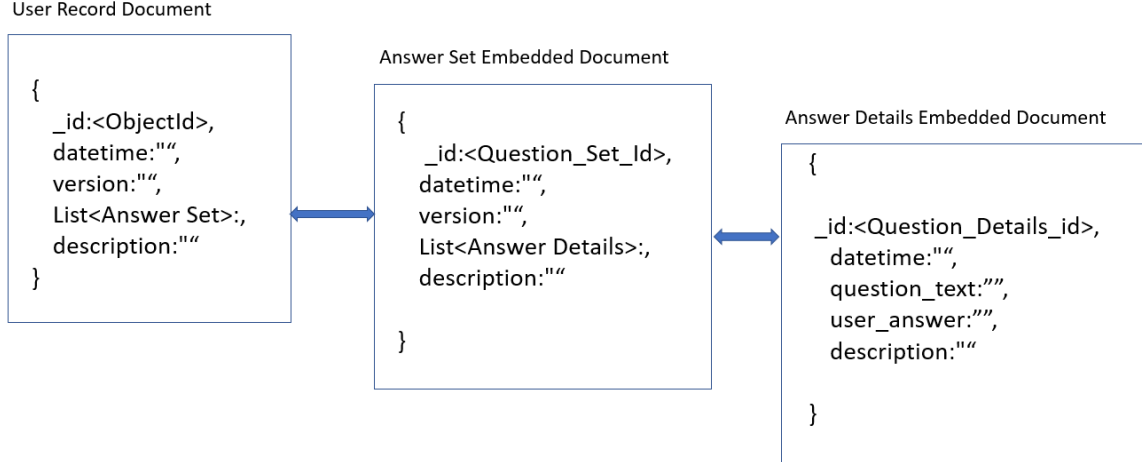 User Record Document
{
_id:<ObjectId>,
datetime:"“,
version:"“,
List<Answer Set>:,
description:"“
}
Answer Set Embedded Document
{
_id:<Question_Set_Id>,
datetime:"“,
version:"“,
List<Answer Details>:,
description:"“
}
Answer Details Embedded Document
{
_id:<Question_Details_id>,
datetime:"“,
question_text:””,
user_answer:””,
description:"“
}